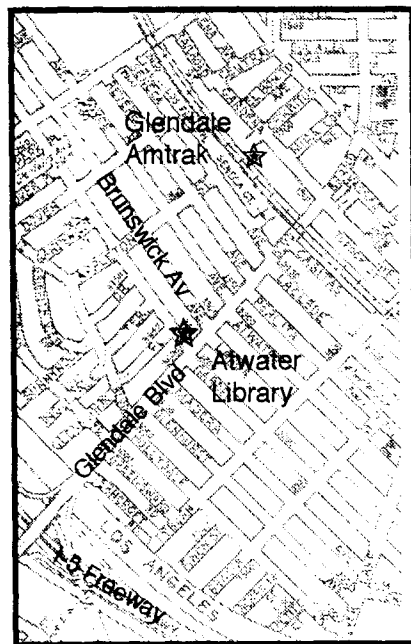 Glendale
Amtrak
Brunswick Av
Atwater
Library
Glendale Blvd
LOS ANGELES
I-5 Freeway